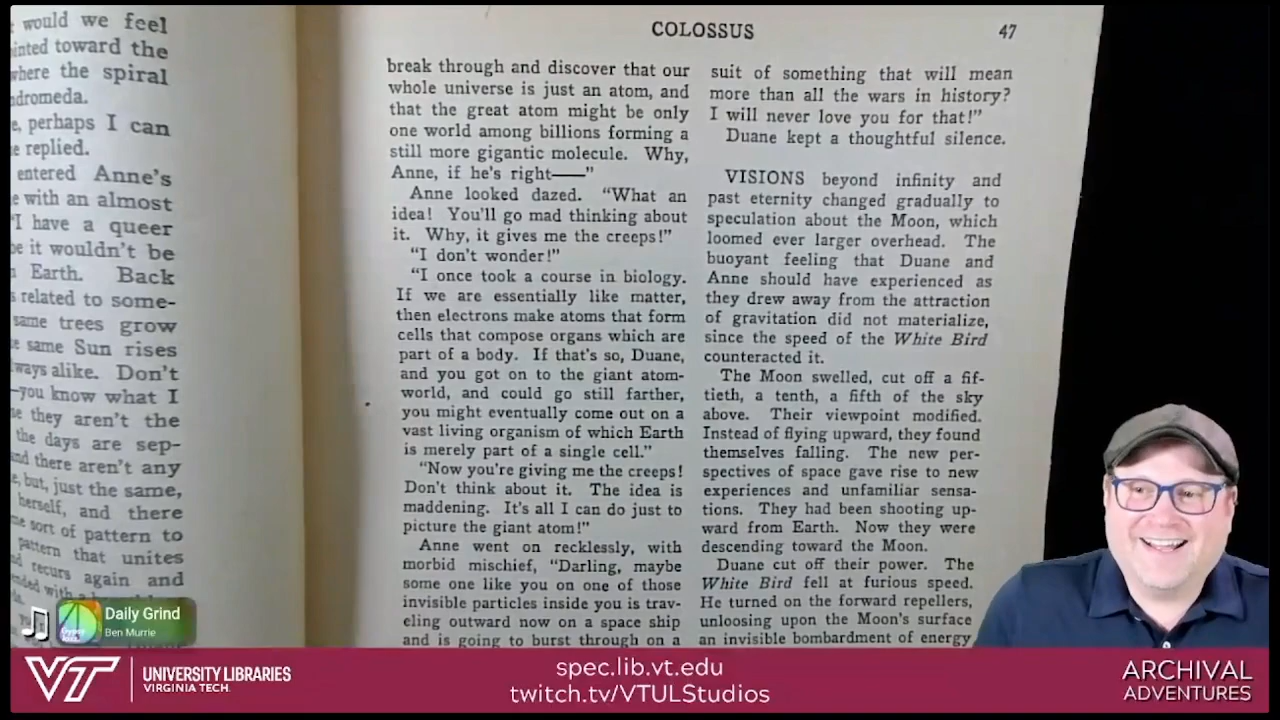 would we feel
inted toward the
where the spiral
dromeda.
e, perhaps I can
e replied.
entered Anne's
e with an almost
"I have a queer
be it wouldn't be
Earth. Back
s related to some-
same trees grow
e same Sun rises
ways alike. Don't
—you know what I
se they aren't the
the days are sep-
and there aren't any
e, but, just the same,
herself, and there
me sort of pattern to
pattern that unites
nd recurs again and
nded with a
COLOSSUS 47
break through and discover that our
whole universe is just an atom, and
that the great atom might be only
one world among billions forming a
still more gigantic molecule. Why,
Anne, if he's right——"
Anne looked dazed. "What an
idea! You'll go mad thinking about
it. Why, it gives me the creeps!"
"I don't wonder!"
"I once took a course in biology.
If we are essentially like matter,
then electrons make atoms that form
cells that compose organs which are
part of a body. If that's so, Duane,
and you got on to the giant atom-
world, and could go still farther,
you might eventually come out on a
vast living organism of which Earth
is merely part of a single cell."
"Now you're giving me the creeps!
Don't think about it. The idea is
maddening. It's all I can do just to
picture the giant atom!"
Anne went on recklessly, with
morbid mischief, "Darling, maybe
some one like you on one of those
invisible particles inside you is trav-
eling outward now on a space ship
and is going to burst through on a
suit of something that will mean
more than all the wars in history?
I will never love you for that!"
Duane kept a thoughtful silence.
VISIONS beyond infinity and
past eternity changed gradually to
speculation about the Moon, which
loomed ever larger overhead. The
buoyant feeling that Duane and
Anne should have experienced as
they drew away from the attraction
of gravitation did not materialize,
since the speed of the White Bird
counteracted it.
The Moon swelled, cut off a fif-
tieth, a tenth, a fifth of the sky
above. Their viewpoint modified.
Instead of flying upward, they found
themselves falling. The new per-
spectives of space gave rise to new
experiences and unfamiliar sensa-
tions. They had been shooting up-
ward from Earth. Now they were
descending toward the Moon.
Duane cut off their power. The
White Bird fell at furious speed.
He turned on the forward repellers,
unloosing upon the Moon's surface
an invisible bombardment of energy
Daily Grind
Ben Murrie
VT UNIVERSITY LIBRARIES
VIRGINIA TECH.
spec.lib.vt.edu
twitch.tv/VTULStudios
ARCHIVAL
ADVENTURES